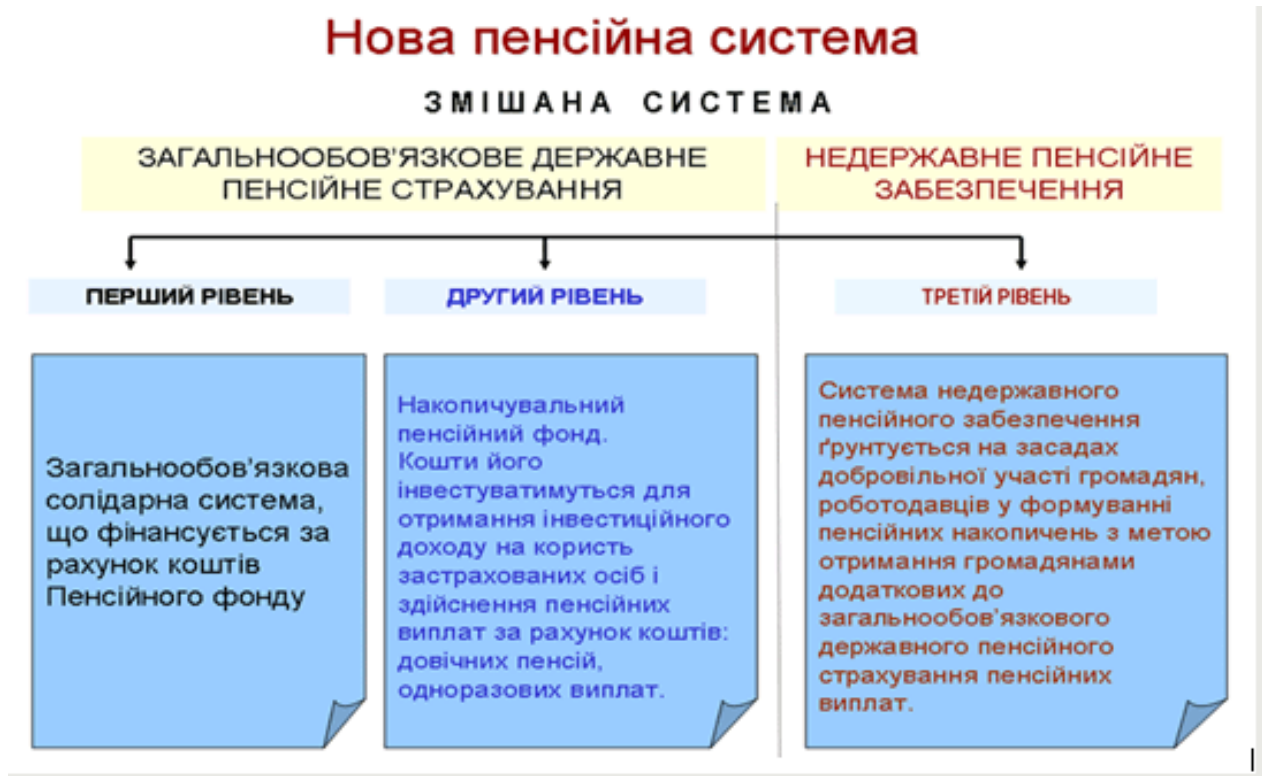 Нова пенсійна система
ЗМІШАНА СИСТЕМА
ЗАГАЛЬНООБОВ'ЯЗКОВЕ ДЕРЖАВНЕ
ПЕНСІЙНЕ СТРАХУВАННЯ
НЕДЕРЖАВНЕ ПЕНСІЙНЕ
ЗАБЕЗПЕЧЕННЯ
ПЕРШИЙ РІВЕНЬ
ДРУГИЙ РІВЕНЬ
ТРЕТІЙ РІВЕНЬ
Загальнообов'язкова
солідарна система,
що фінансується за
рахунок коштів
Пенсійного фонду
Накопичувальний
пенсійний фонд.
Кошти його
інвестуватимуться для
отримання інвестиційного
доходу на користь
застрахованих осіб і
здійснення пенсійних
виплат за рахунок коштів:
довічних пенсій,
одноразових виплат.
Система недержавного
пенсійного забезпечення
ґрунтується на засадах
добровільної участі громадян,
роботодавців у формуванні
пенсійних накопичень з метою
отримання громадянами
додаткових до
загальнообов'язкового
державного пенсійного
страхування пенсійних
виплат.